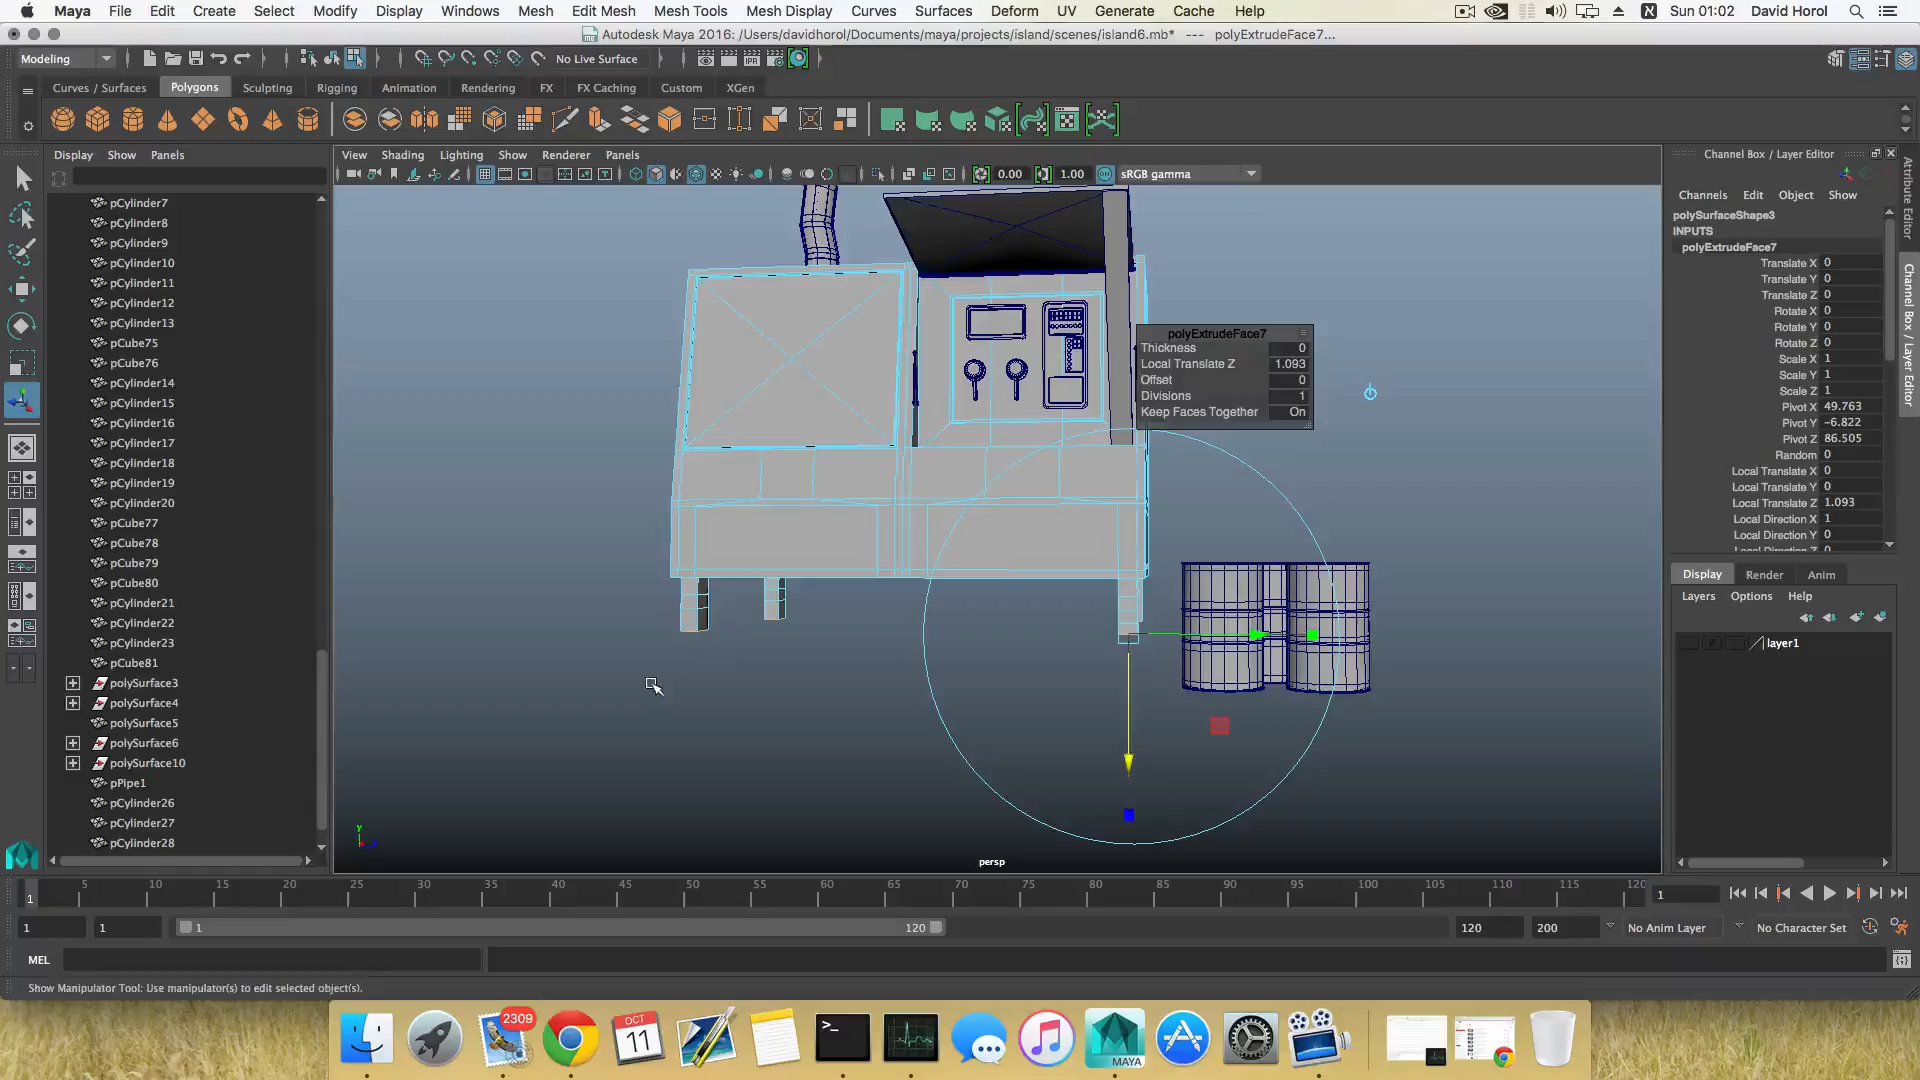 Maya File Edit Create Select Modify Display Windows Mesh Edit Mesh Mesh Tools Mesh Display Curves Surfaces Deform UV Generate Cache Help Sun 01:02 David Horol
Autodesk Maya 2016: /Users/davidhorol/Documents/maya/projects/island/scenes/island6.mb* --- polyExtrudeFace7...
Modeling No Live Surface IPR
Curves / Surfaces Polygons Sculpting Rigging Animation Rendering FX FX Caching Custom XGen
Display Show Panels View Shading Lighting Show Renderer Panels Channel Box / Layer Editor
0.00 1.00 sRGB gamma
Channels Edit Object Show
polySurfaceShape3
INPUTS
polyExtrudeFace7
Translate X 0
Translate Y 0
Translate Z 0
Rotate X 0
Rotate Y 0
Rotate Z 0
Scale X 1
Scale Y 1
Scale Z 1
Pivot X 49.763
Pivot Y -6.822
Pivot Z 86.505
Random 0
Local Translate X 0
Local Translate Y 0
Local Translate Z 1.093
Local Direction X 1
Local Direction Y 0
Local Direction Z 0
Attribute Editor
Channel Box / Layer Editor
pCylinder7
pCylinder8
pCylinder9
pCylinder10
pCylinder11
pCylinder12
pCylinder13
pCube75
pCube76
pCylinder14
pCylinder15
pCylinder16
pCylinder17
pCylinder18
pCylinder19
pCylinder20
pCube77
pCube78
pCube79
pCube80
pCylinder21
pCylinder22
pCylinder23
pCube81
polySurface3
polySurface4
polySurface5
polySurface6
polySurface10
pPipe1
pCylinder26
pCylinder27
pCylinder28
polyExtrudeFace7
Thickness 0
Local Translate Z 1.093
Offset 0
Divisions 1
Keep Faces Together On
y
persp
Display Render Anim
Layers Options Help
P layer1
1 5 10 15 20 25 30 35 40 45 50 55 60 65 70 75 80 85 90 95 100 105 110 115 120 1
1 1 1 120 120 200 No Anim Layer No Character Set
MEL
Show Manipulator Tool: Use manipulator(s) to edit selected object(s).
2309
OCT
11
MAYA